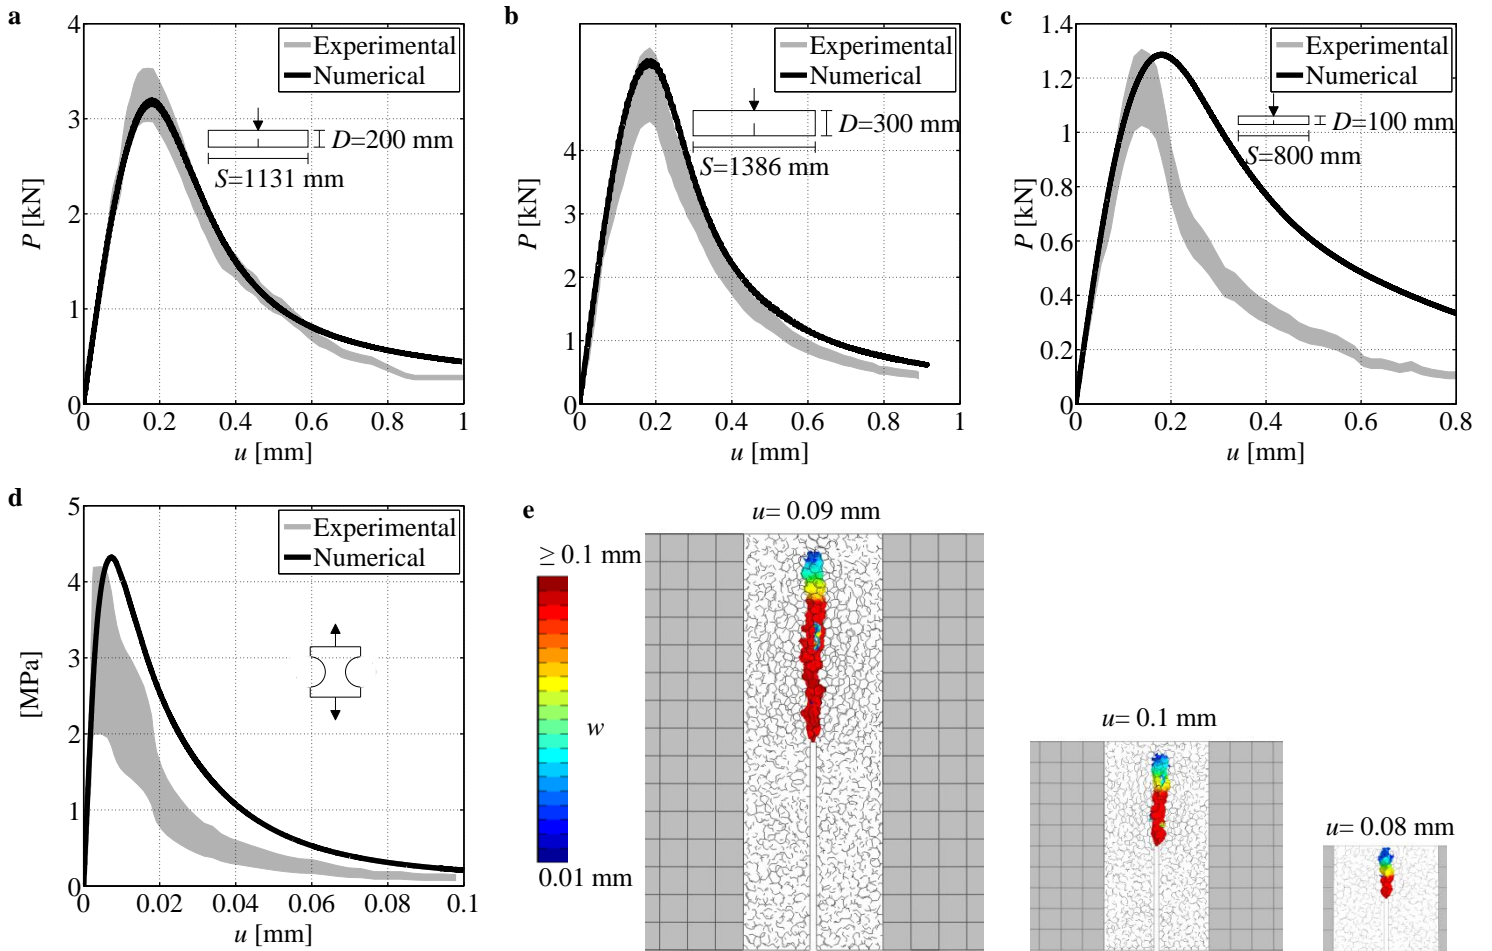 a
4
3
2
1
0
P [kN]
Experimental
Numerical
D=200 mm
S=1131 mm
0 0.2 0.4 0.6 0.8 1
u [mm]
b
4
3
2
1
0
P [kN]
Experimental
Numerical
D=300 mm
S=1386 mm
0 0.2 0.4 0.6 0.8 1
u [mm]
c
1.4
1.2
1
0.8
0.6
0.4
0.2
0
P [kN]
Experimental
Numerical
D=100 mm
S=800 mm
0 0.2 0.4 0.6 0.8
u [mm]
d
5
4
3
2
1
0
[MPa]
Experimental
Numerical
0 0.02 0.04 0.06 0.08 0.1
u [mm]
e
u= 0.09 mm
≥ 0.1 mm
w
0.01 mm
u= 0.1 mm
u= 0.08 mm